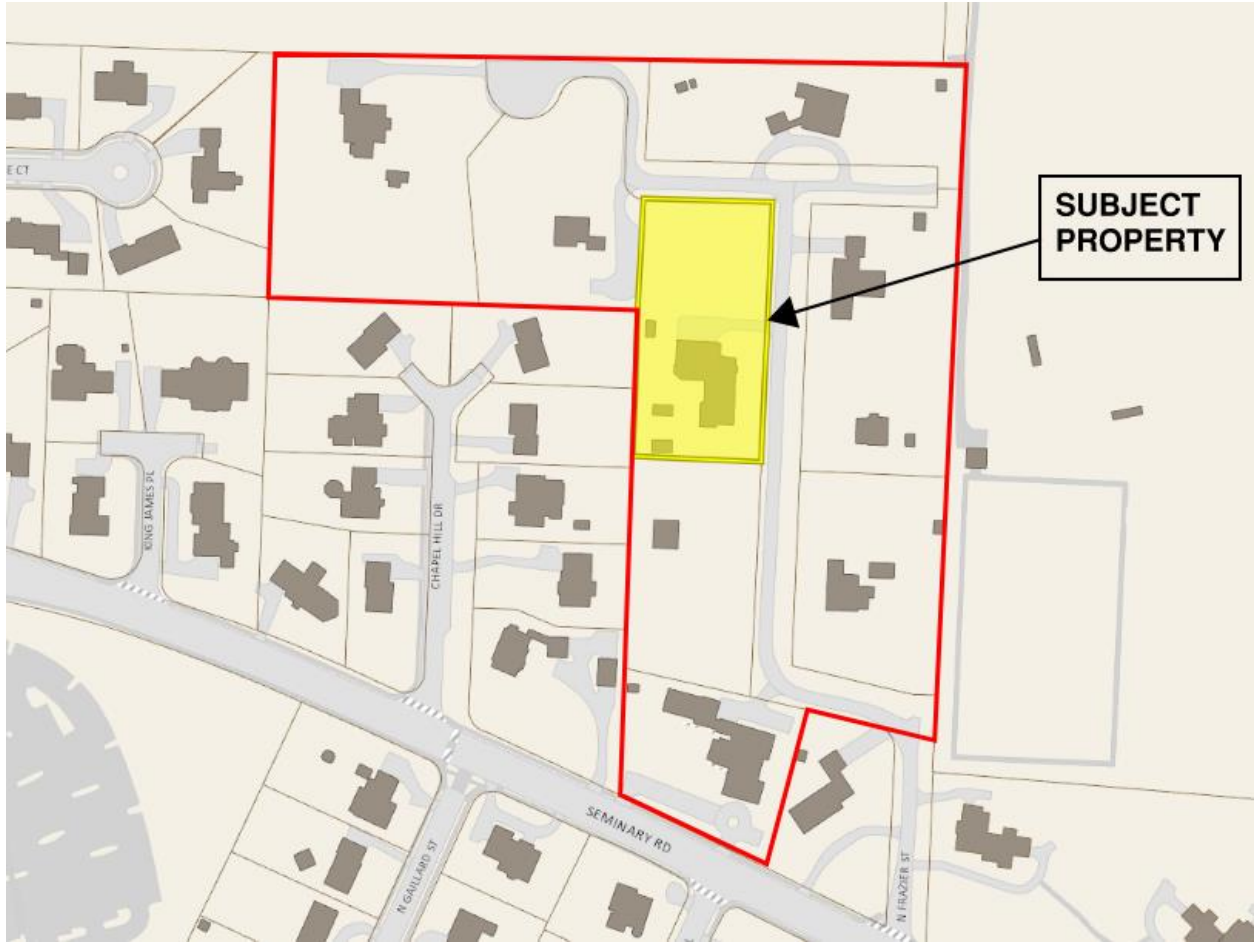 E CT
SUBJECT
PROPERTY
KING JAMES PL
CHAPEL HILL DR
SEMINARY RD
N GAILLARD ST
N FRAZIER ST